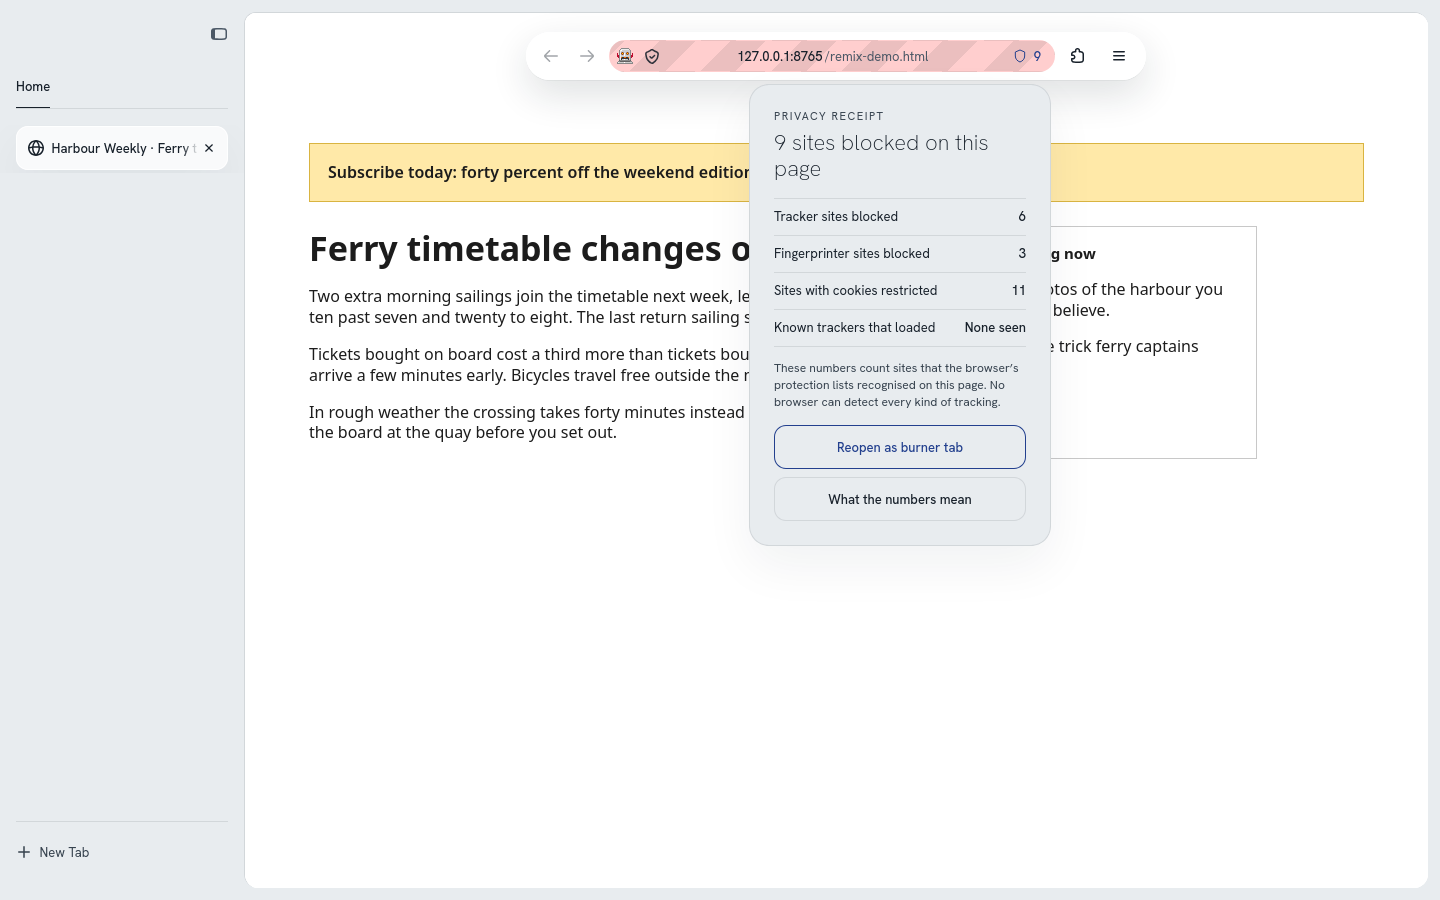 Home
Harbour Weekly · Ferry t
New Tab
127.0.0.1:8765/remix-demo.html
9
PRIVACY RECEIPT
9 sites blocked on this
page
Tracker sites blocked 6
Fingerprinter sites blocked 3
Sites with cookies restricted 11
Known trackers that loaded None seen
These numbers count sites that the browser’s
protection lists recognised on this page. No
browser can detect every kind of tracking.
Reopen as burner tab
What the numbers mean
Subscribe today: forty percent off the weekend edition
Ferry timetable changes
Two extra morning sailings join the timetable next week,
ten past seven and twenty to eight. The last return sailing
Tickets bought on board cost a third more than tickets
arrive a few minutes early. Bicycles travel free outside the
In rough weather the crossing takes forty minutes instead
the board at the quay before you set out.
now
of the harbour you
believe.
trick ferry captains